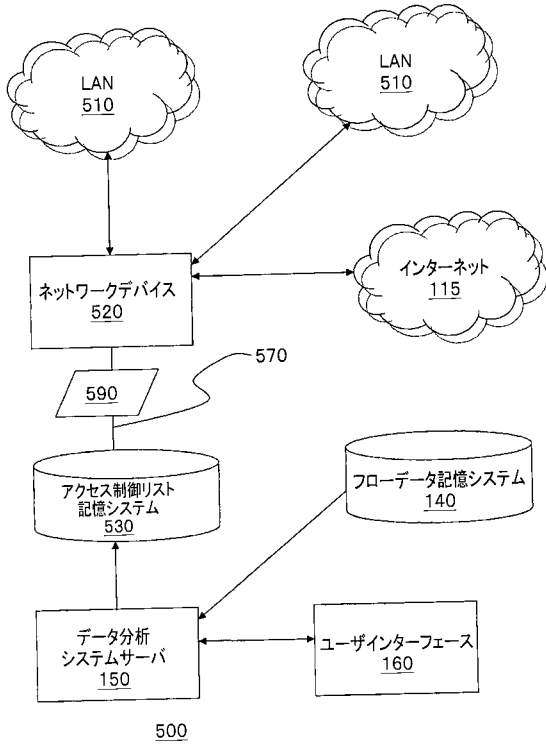 LAN
510
LAN
510
インターネット
115
ネットワークデバイス
520
570
590
アクセス制御リスト
記憶システム
530
フローデータ記憶システム
140
データ分析
システムサーバ
150
ユーザインターフェース
160
500